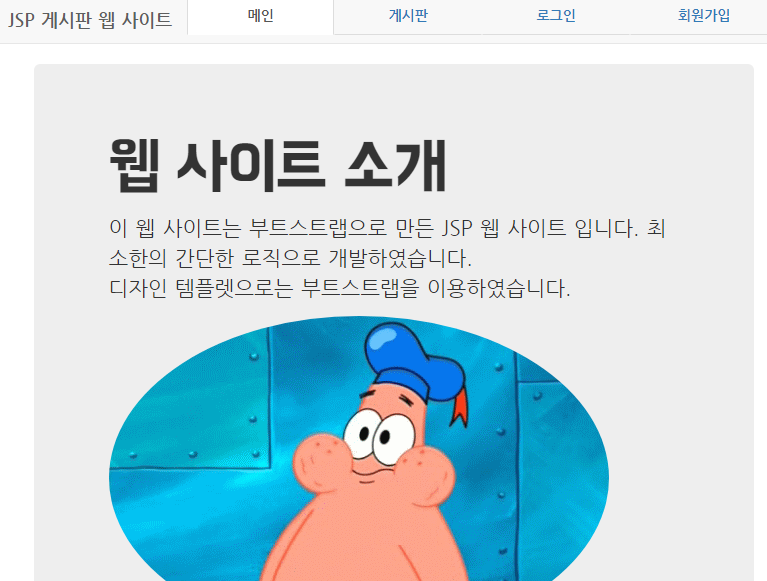 JSP 게시판 웹 사이트 메인 게시판 로그인 회원가입
웹 사이트 소개
이 웹 사이트는 부트스트랩으로 만든 JSP 웹 사이트 입니다. 최
소한의 간단한 로직으로 개발하였습니다.
디자인 템플렛으로는 부트스트랩을 이용하였습니다.